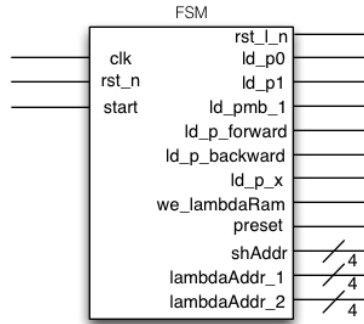 FSM
rst_l_n
clk
ld_p0
rst_n
ld_p1
start
ld_pmb_1
ld_p_forward
ld_p_backward
ld_p_x
we_lambdaRam
preset
shAddr
4
lambdaAddr_1
4
lambdaAddr_2
4